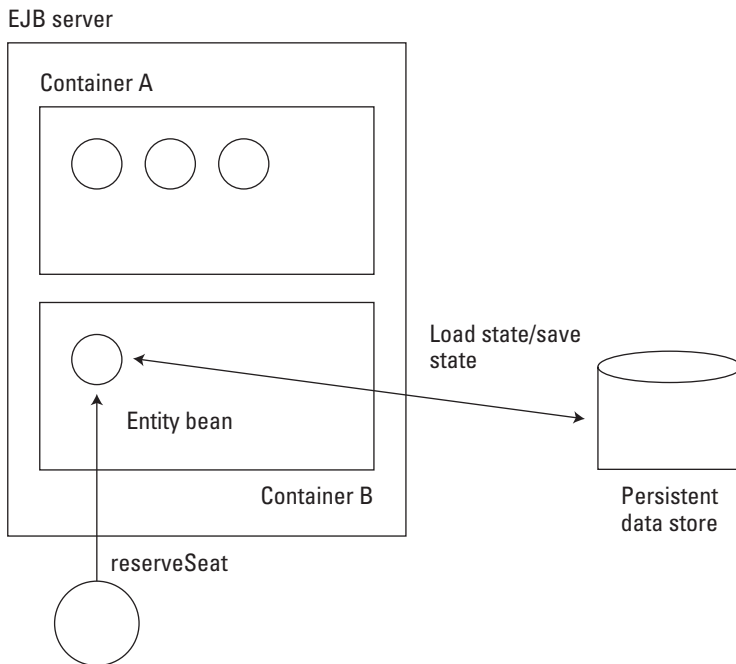 EJB server
Container A
Load state/save
state
Entity bean
Container B
Persistent
data store
reserveSeat